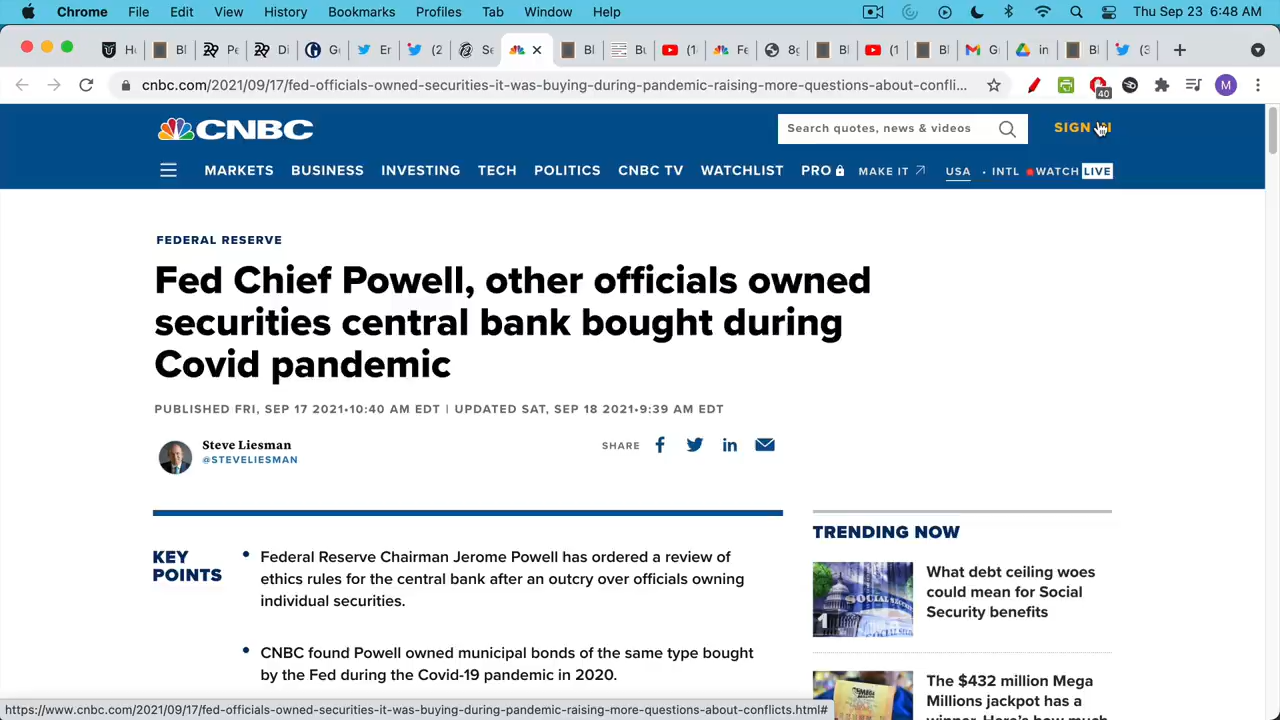 Chrome File Edit View History Bookmarks Profiles Tab Window Help Thu Sep 23 6:48 AM
cnbc.com/2021/09/17/fed-officials-owned-securities-it-was-buying-during-pandemic-raising-more-questions-about-confli...
40 M
CNBC Search quotes, news & videos SIGN
MARKETS BUSINESS INVESTING TECH POLITICS CNBC TV WATCHLIST PRO MAKE IT USA • INTL WATCH LIVE
FEDERAL RESERVE
Fed Chief Powell, other officials owned
securities central bank bought during
Covid pandemic
PUBLISHED FRI, SEP 17 2021•10:40 AM EDT | UPDATED SAT, SEP 18 2021•9:39 AM EDT
Steve Liesman
@STEVELIESMAN
SHARE
KEY
POINTS
• Federal Reserve Chairman Jerome Powell has ordered a review of
ethics rules for the central bank after an outcry over officials owning
individual securities.
• CNBC found Powell owned municipal bonds of the same type bought
by the Fed during the Covid-19 pandemic in 2020.
TRENDING NOW
1
SOCIAL
What debt ceiling woes
could mean for Social
Security benefits
The $432 million Mega
Millions jackpot has a
winner. Here's how much
https://www.cnbc.com/2021/09/17/fed-officials-owned-securities-it-was-buying-during-pandemic-raising-more-questions-about-conflicts.html#